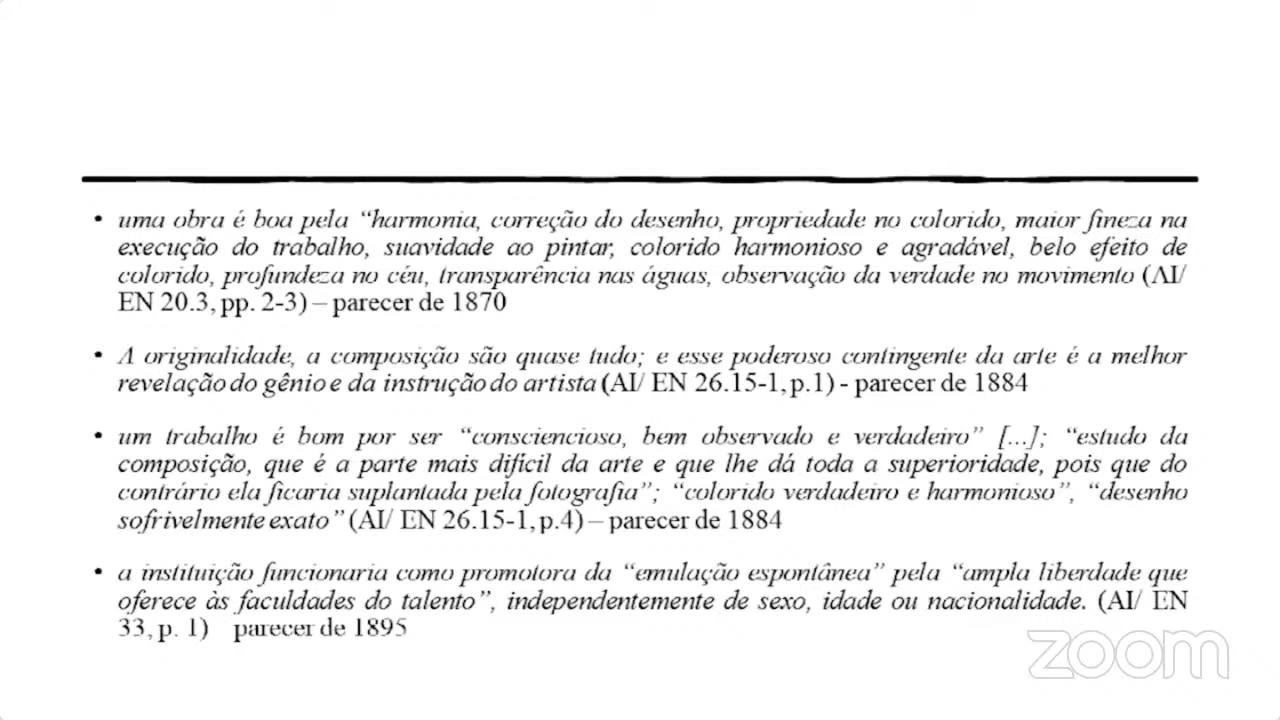 • uma obra é boa pela “harmonia, correção do desenho, propriedade no colorido, maior fineza na
execução do trabalho, suavidade ao pintar, colorido harmonioso e agradável, belo efeito de
colorido, profundeza no céu, transparência nas águas, observação da verdade no movimento (AI/
EN 20.3, pp. 2-3) – parecer de 1870
• A originalidade, a composição são quase tudo; e esse poderoso contingente da arte é a melhor
revelação do gênio e da instrução do artista (AI/ EN 26.15-1, p.1) - parecer de 1884
• um trabalho é bom por ser “consciencioso, bem observado e verdadeiro” [...]; “estudo da
composição, que é a parte mais difícil da arte e que lhe dá toda a superioridade, pois que do
contrário ela ficaria suplantada pela fotografia”; “colorido verdadeiro e harmonioso”, “desenho
sofrivelmente exato” (AI/ EN 26.15-1, p.4) – parecer de 1884
• a instituição funcionaria como promotora da “emulação espontânea” pela “ampla liberdade que
oferece às faculdades do talento”, independentemente de sexo, idade ou nacionalidade. (AI/ EN
33, p. 1) parecer de 1895
zoom